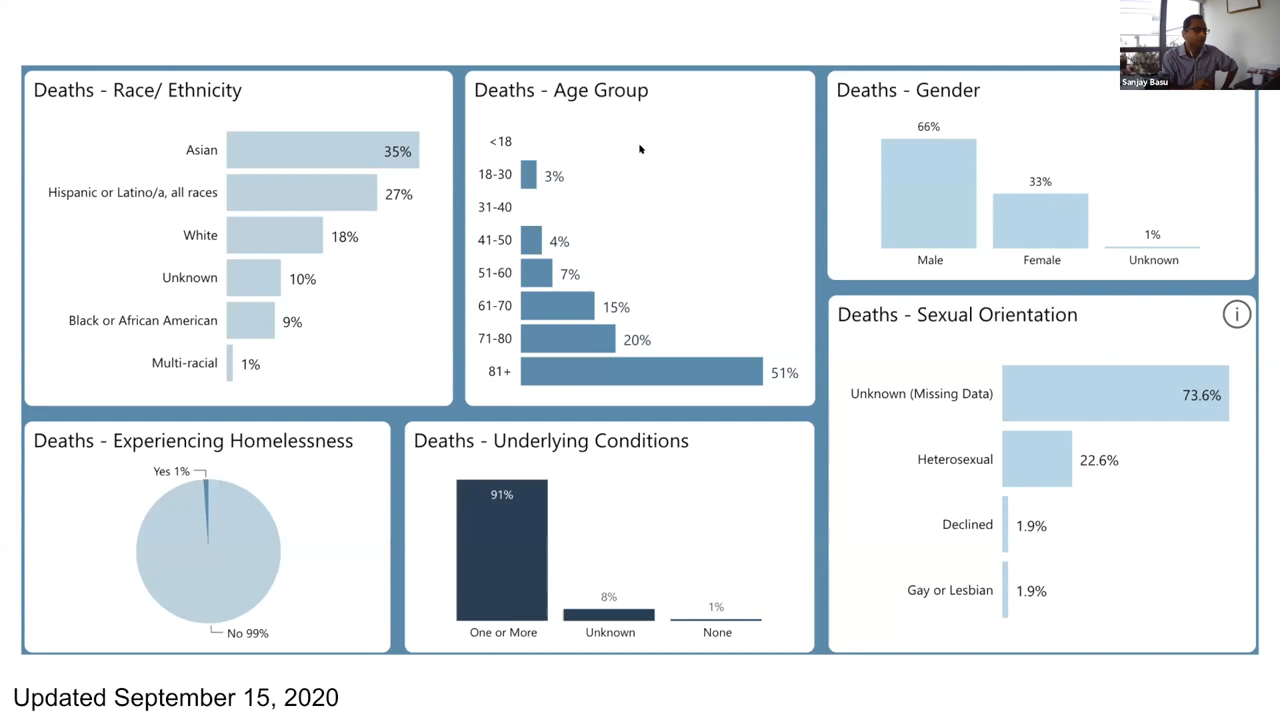 Sanjay Basu
Deaths - Race/ Ethnicity
Asian 35%
Hispanic or Latino/a, all races 27%
White 18%
Unknown 10%
Black or African American 9%
Multi-racial 1%
Deaths - Age Group
<18
18-30 3%
31-40
41-50 4%
51-60 7%
61-70 15%
71-80 20%
81+ 51%
Deaths - Gender
66%
33%
1%
Male Female Unknown
Deaths - Experiencing Homelessness
Yes 1%
No 99%
Deaths - Underlying Conditions
91%
8%
1%
One or More Unknown None
Deaths - Sexual Orientation
i
Unknown (Missing Data) 73.6%
Heterosexual 22.6%
Declined 1.9%
Gay or Lesbian 1.9%
Updated September 15, 2020